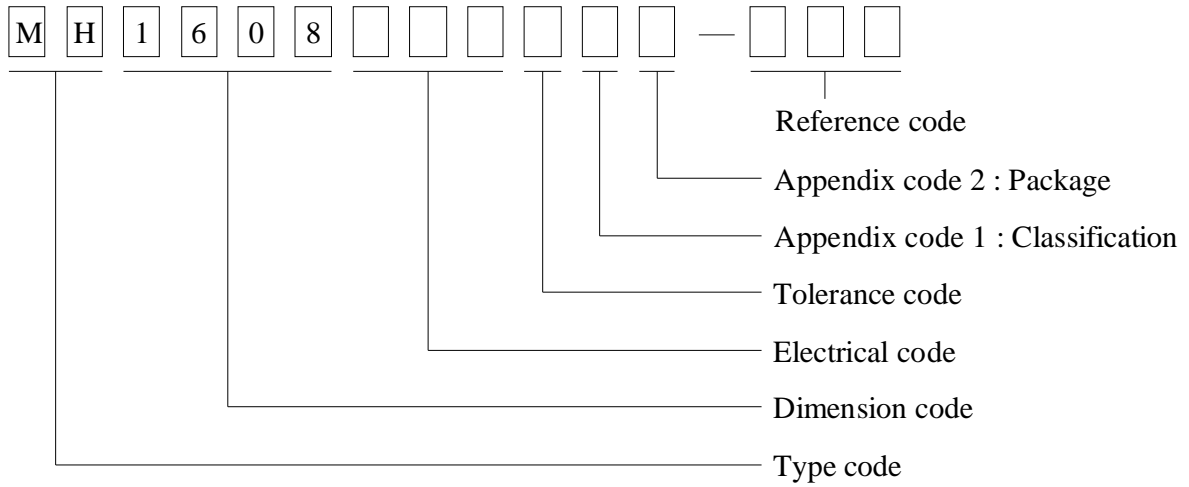 M H 1 6 0 8 —
Reference code
Appendix code 2 : Package
Appendix code 1 : Classification
Tolerance code
Electrical code
Dimension code
Type code